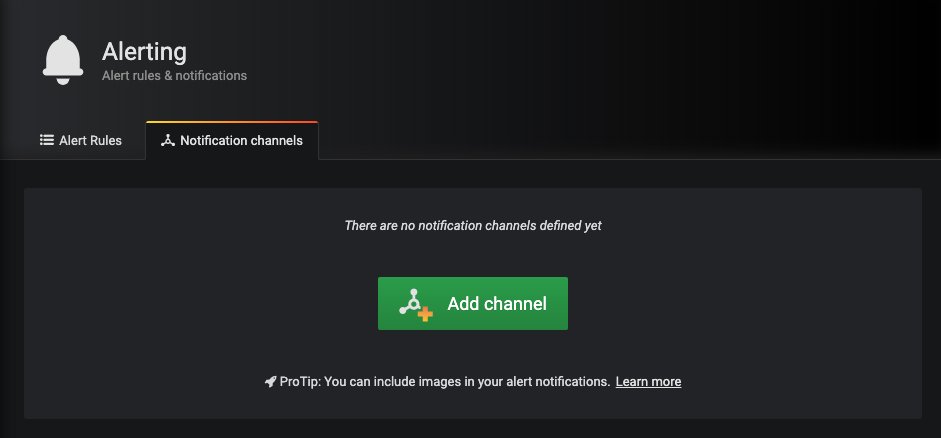 Alerting
Alert rules & notifications
Alert Rules
Notification channels
There are no notification channels defined yet
Add channel
ProTip: You can include images in your alert notifications. Learn more